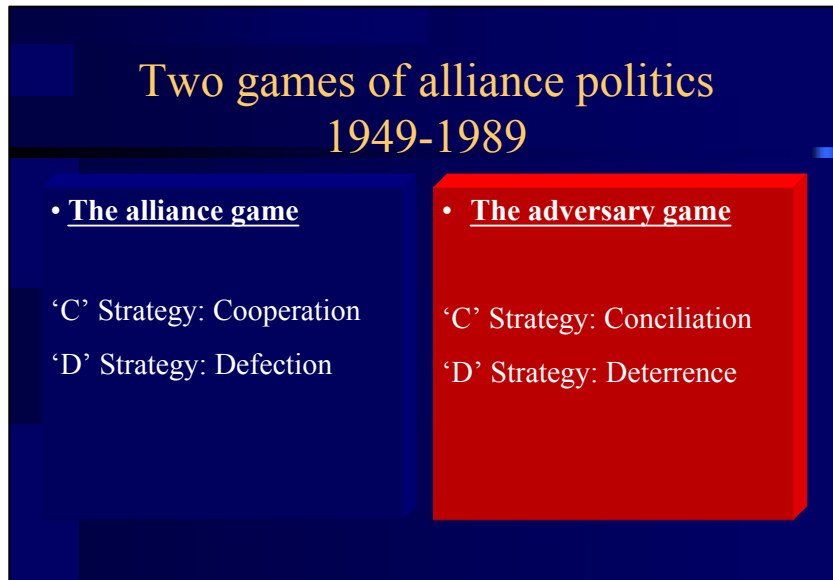 Two games of alliance politics
1949-1989
• The alliance game
‘C’ Strategy: Cooperation
‘D’ Strategy: Defection
• The adversary game
‘C’ Strategy: Conciliation
‘D’ Strategy: Deterrence